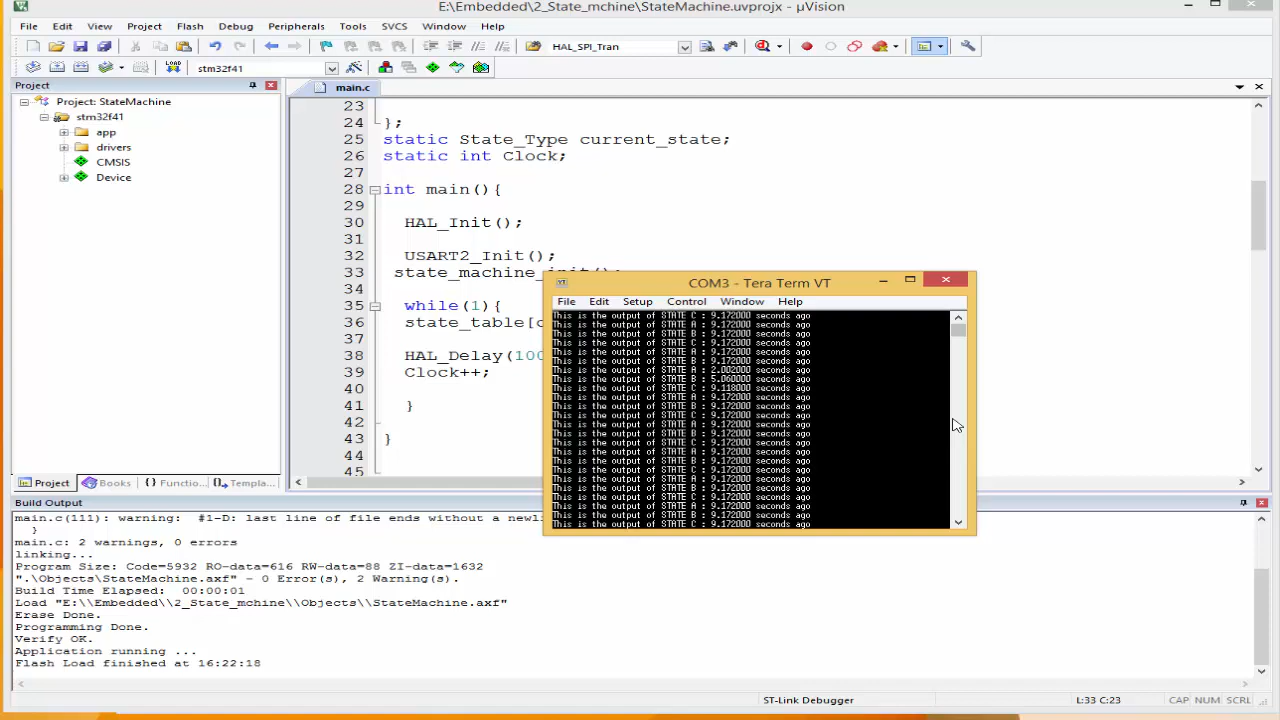 E:\Embedded\2_State_mchine\StateMachine.uvprojx - µVision
File Edit View Project Flash Debug Peripherals Tools SVCS Window Help
HAL_SPI_Tran
stm32f41
Project
main.c
Project: StateMachine
stm32f41
app
drivers
CMSIS
Device
23
24 };
25 static State_Type current_state;
26 static int Clock;
27
28 int main(){
29
30 HAL_Init();
31
32 USART2_Init();
33 state_machine_init();
34
35 while(1){
36 state_table[c
38 HAL_Delay(100
39 Clock++;
40
41 }
42
43 }
44
45
COM3 - Tera Term VT
File Edit Setup Control Window Help
This is the output of STATE C : 9.172000 seconds ago
This is the output of STATE A : 9.172000 seconds ago
This is the output of STATE B : 9.172000 seconds ago
This is the output of STATE C : 9.172000 seconds ago
This is the output of STATE A : 9.172000 seconds ago
This is the output of STATE B : 9.172000 seconds ago
This is the output of STATE A : 2.002000 seconds ago
This is the output of STATE B : 5.060000 seconds ago
This is the output of STATE C : 9.118000 seconds ago
This is the output of STATE A : 9.172000 seconds ago
This is the output of STATE B : 9.172000 seconds ago
This is the output of STATE C : 9.172000 seconds ago
This is the output of STATE A : 9.172000 seconds ago
This is the output of STATE B : 9.172000 seconds ago
This is the output of STATE C : 9.172000 seconds ago
This is the output of STATE A : 9.172000 seconds ago
This is the output of STATE B : 9.172000 seconds ago
This is the output of STATE C : 9.172000 seconds ago
This is the output of STATE A : 9.172000 seconds ago
This is the output of STATE B : 9.172000 seconds ago
This is the output of STATE C : 9.172000 seconds ago
This is the output of STATE A : 9.172000 seconds ago
This is the output of STATE B : 9.172000 seconds ago
This is the output of STATE C : 9.172000 seconds ago
Project Books {} Functio... Templa...
Build Output
main.c(111): warning: #1-D: last line of file ends without a newl
}
main.c: 2 warnings, 0 errors
linking...
Program Size: Code=5932 RO-data=616 RW-data=88 ZI-data=1632
".\Objects\StateMachine.axf" - 0 Error(s), 2 Warning(s).
Build Time Elapsed: 00:00:01
Load "E:\\Embedded\\2_State_mchine\\Objects\\StateMachine.axf"
Erase Done.
Programming Done.
Verify OK.
Application running ...
Flash Load finished at 16:22:18
ST-Link Debugger L:33 C:23 CAP NUM SCRL